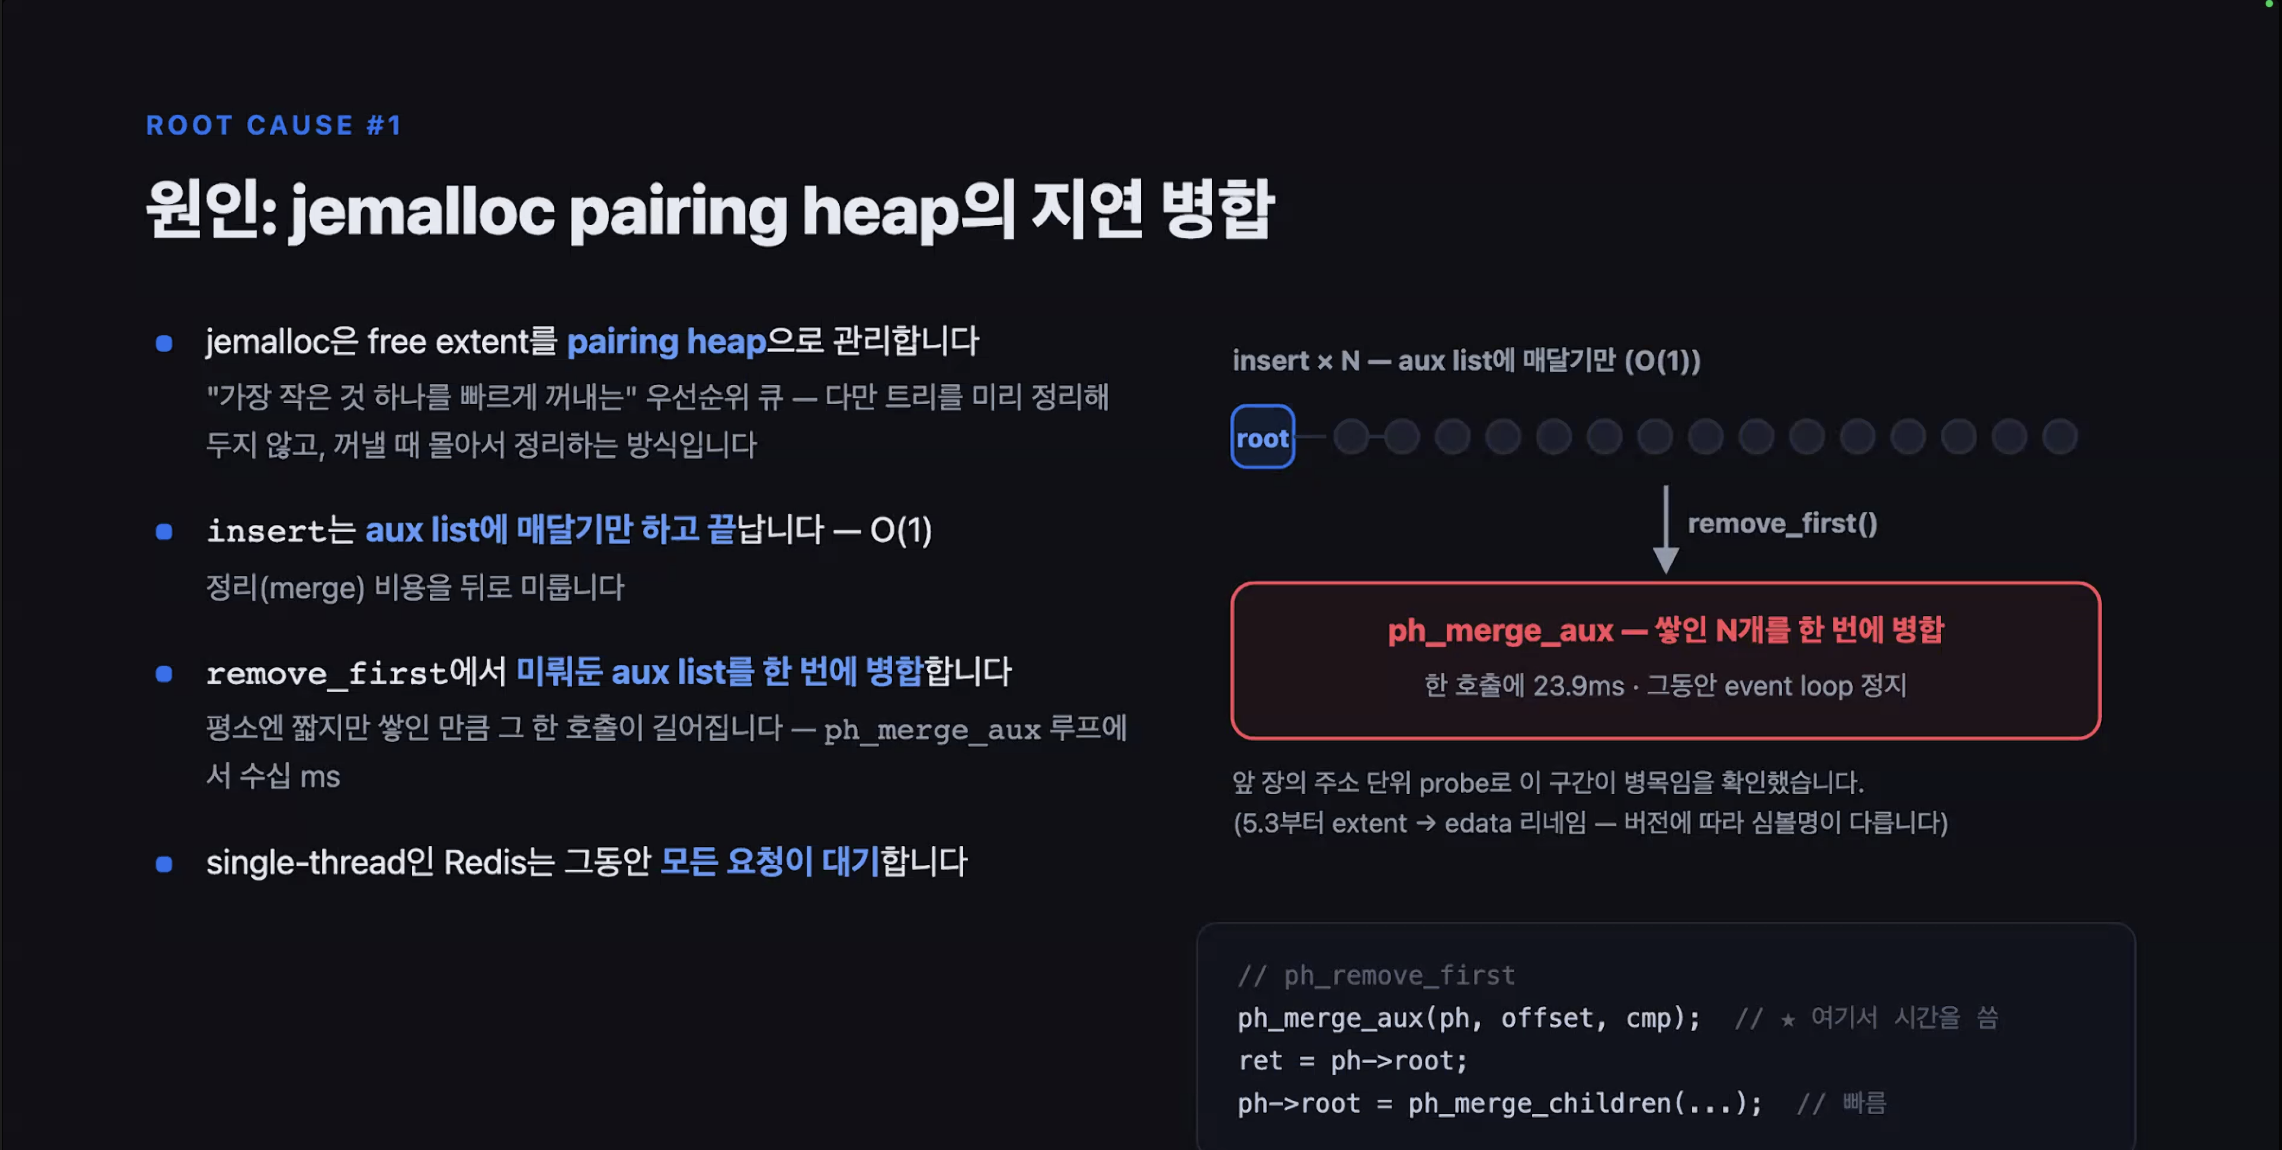 ROOT CAUSE #1
원인: jemalloc pairing heap의 지연 병합
jemalloc은 free extent를 pairing heap으로 관리합니다
"가장 작은 것 하나를 빠르게 꺼내는" 우선순위 큐 — 다만 트리를 미리 정리해
두지 않고, 꺼낼 때 몰아서 정리하는 방식입니다
insert는 aux list에 매달기만 하고 끝납니다 — O(1)
정리(merge) 비용을 뒤로 미룹니다
remove_first에서 미뤄둔 aux list를 한 번에 병합합니다
평소엔 짧지만 쌓인 만큼 그 한 호출이 길어집니다 — ph_merge_aux 루프에
서 수십 ms
single-thread인 Redis는 그동안 모든 요청이 대기합니다
insert × N — aux list에 매달기만 (O(1))
root
remove_first()
ph_merge_aux — 쌓인 N개를 한 번에 병합
한 호출에 23.9ms · 그동안 event loop 정지
앞 장의 주소 단위 probe로 이 구간이 병목임을 확인했습니다.
(5.3부터 extent → edata 리네임 — 버전에 따라 심볼명이 다릅니다)
// ph_remove_first
ph_merge_aux(ph, offset, cmp); // ★ 여기서 시간을 씀
ret = ph->root;
ph->root = ph_merge_children(...); // 빠름